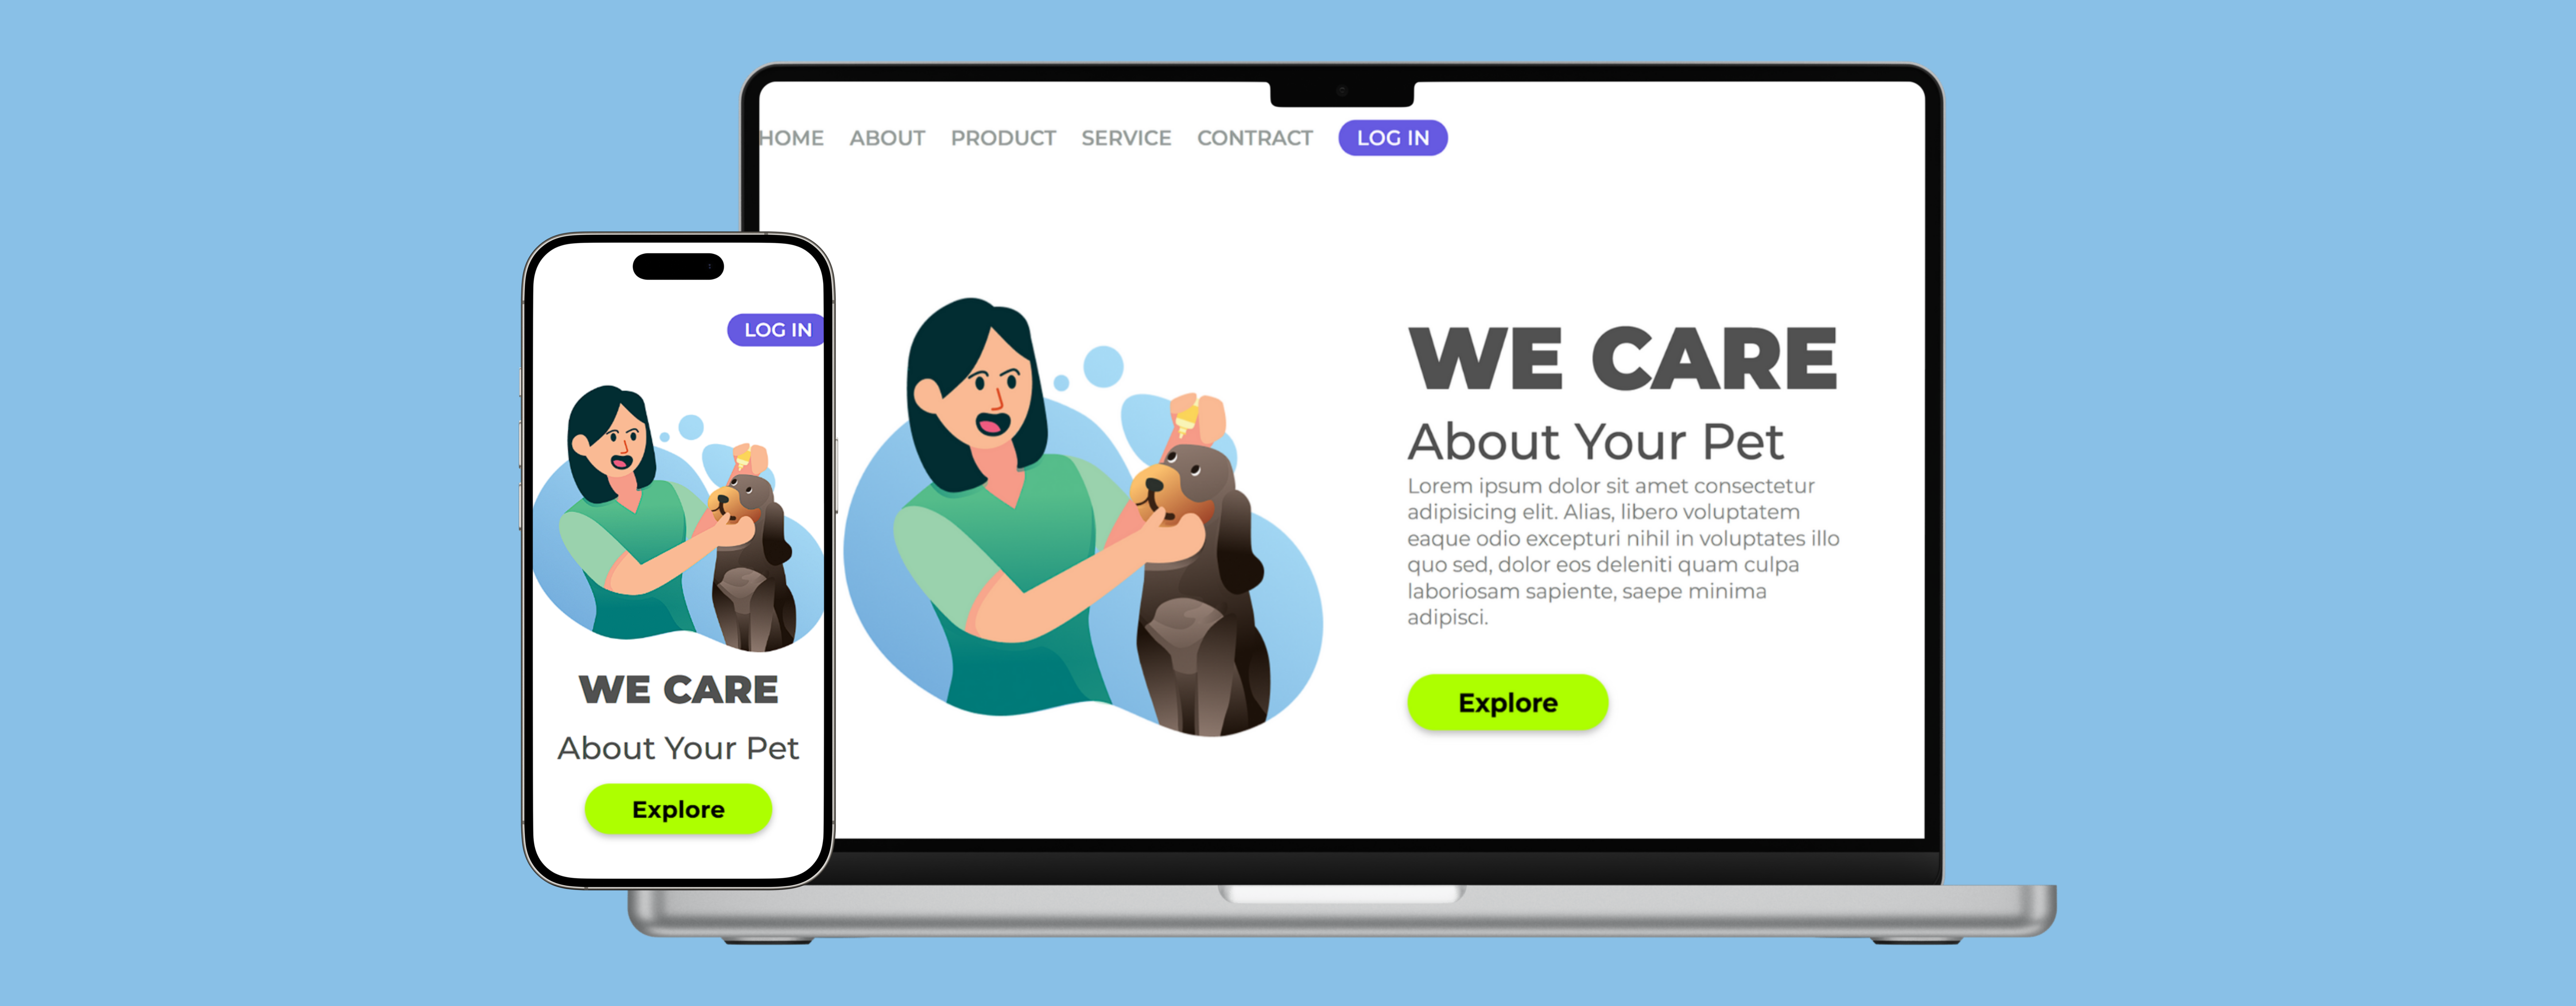 HOME ABOUT PRODUCT SERVICE CONTRACT LOG IN
WE CARE
About Your Pet
Lorem ipsum dolor sit amet consectetur
adipisicing elit. Alias, libero voluptatem
eaque odio excepturi nihil in voluptates illo
quo sed, dolor eos deleniti quam culpa
laboriosam sapiente, saepe minima
adipisci.
Explore
LOG IN
WE CARE
About Your Pet
Explore